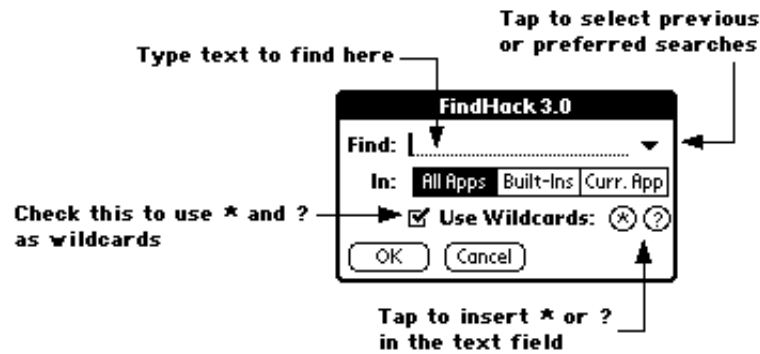 Tap to select previous
or preferred searches
Type text to find here
FindHack 3.0
Find:
In: All Apps Built-Ins Curr. App
Check this to use * and ?
as wildcards
Use Wildcards: * ?
OK Cancel
Tap to insert * or ?
in the text field